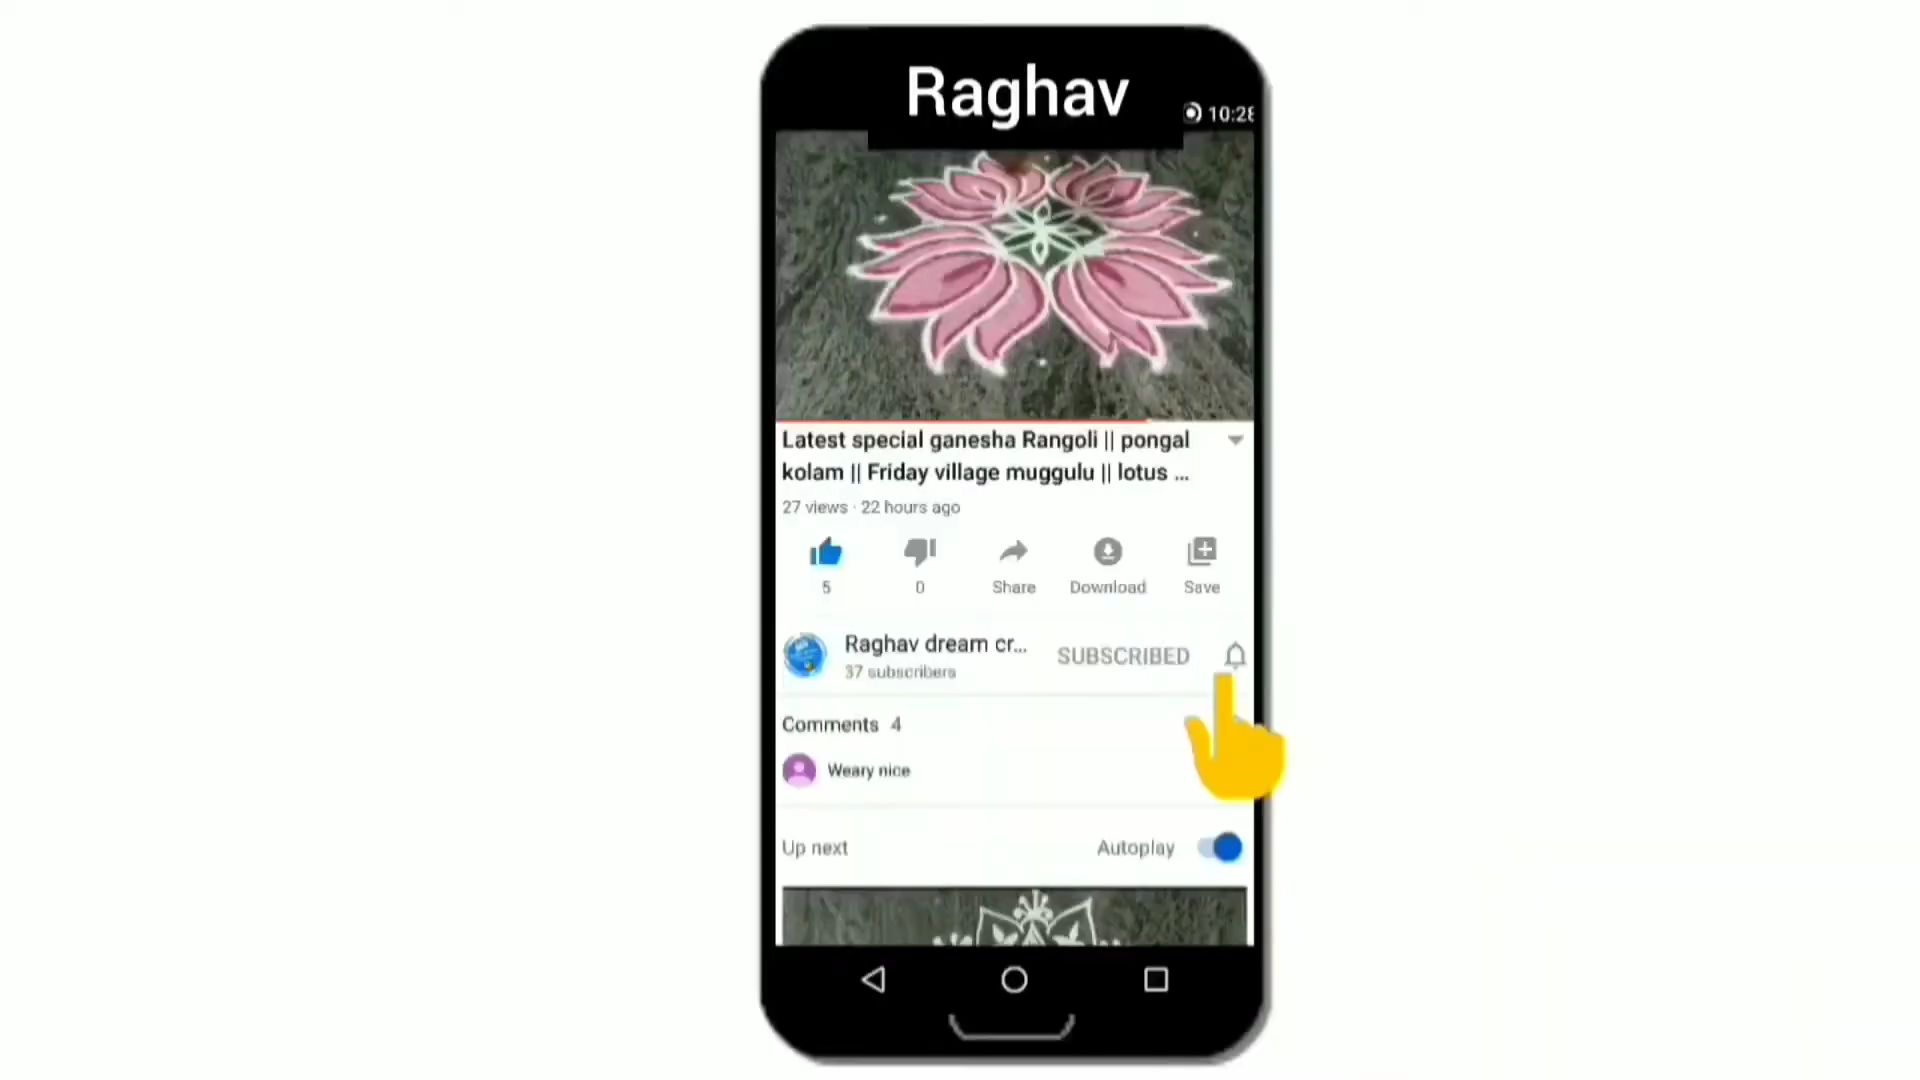 Raghav
10:28
Latest special ganesha Rangoli || pongal
kolam || Friday village muggulu || lotus ...
27 views · 22 hours ago
5
0
Share
Download
Save
Raghav dream cr...
SUBSCRIBED
37 subscribers
Comments 4
Weary nice
Up next
Autoplay